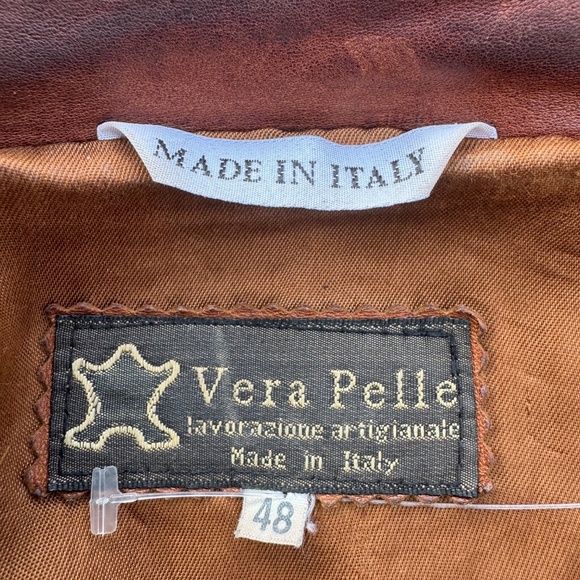 MADE IN ITALY
Vera Pelle
lavorazione artigianale
Made in Italy
48